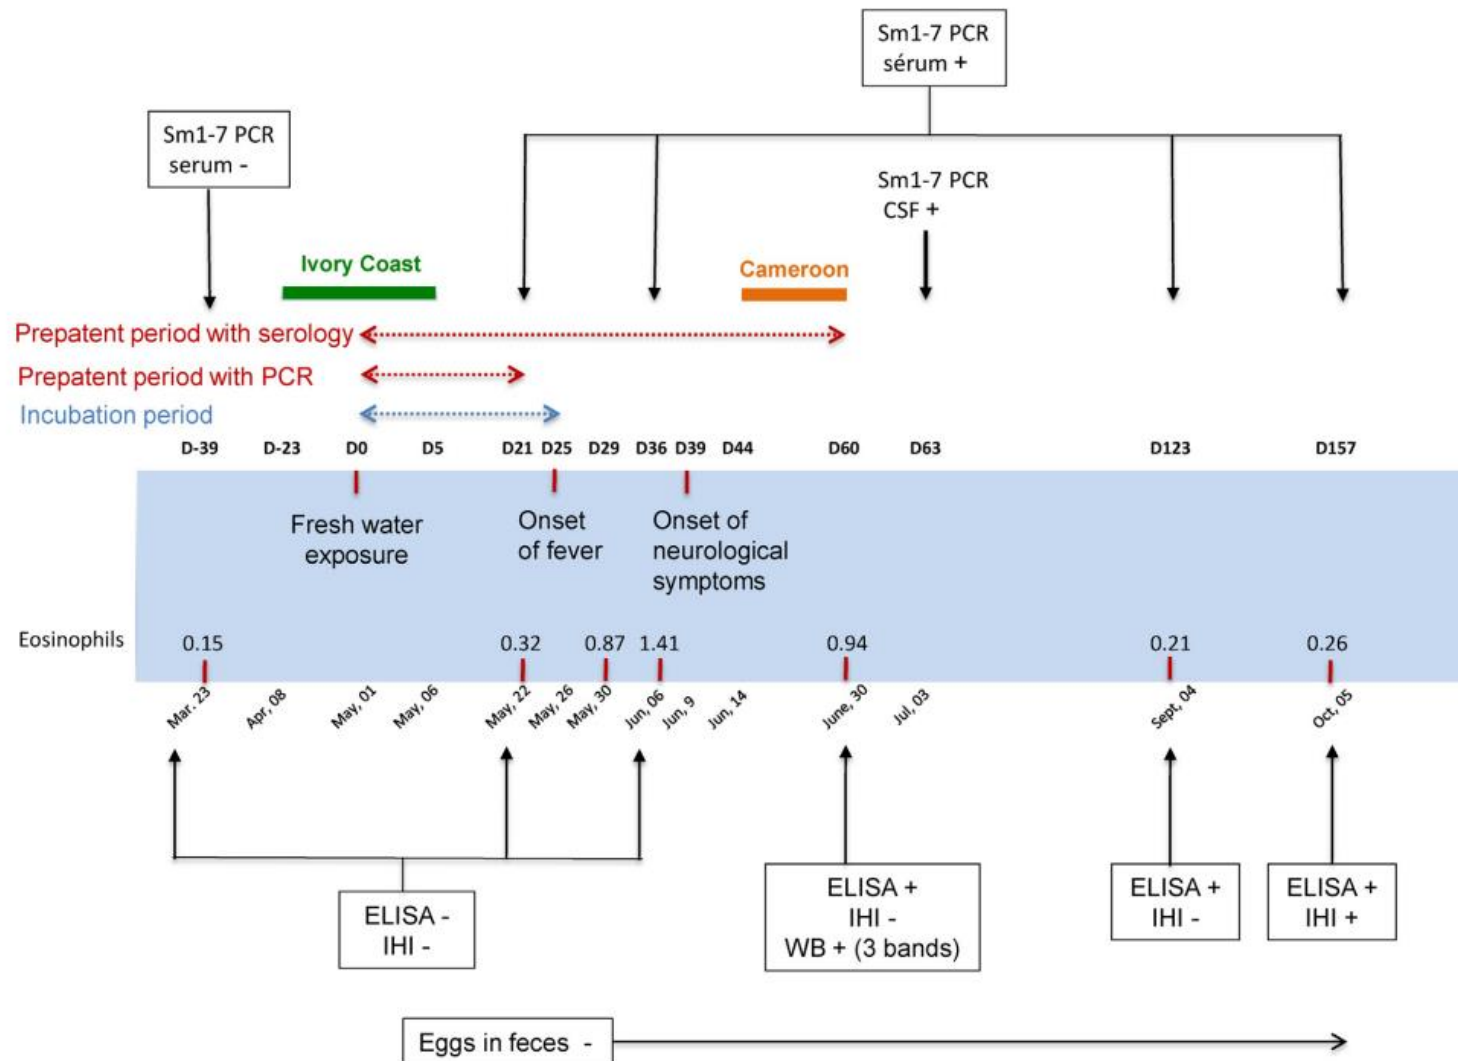 Sm1-7 PCR
sérum +
Sm1-7 PCR
serum -
Sm1-7 PCR
CSF +
Ivory Coast
Cameroon
Prepatent period with serology
Prepatent period with PCR
Incubation period
D-39 D-23 D0 D5 D21 D25 D29 D36 D39 D44 D60 D63 D123 D157
Fresh water
exposure
Onset
of fever
Onset of
neurological
symptoms
Eosinophils 0.15 0.32 0.87 1.41 0.94 0.21 0.26
Mar. 23 Apr, 08 May, 01 May, 06 May, 22 May, 26 May, 30 Jun, 06 Jun, 9 Jun, 14 June, 30 Jul, 03 Sept, 04 Oct, 05
ELISA -
IHI -
ELISA +
IHI -
WB + (3 bands)
ELISA +
IHI -
ELISA +
IHI +
Eggs in feces -